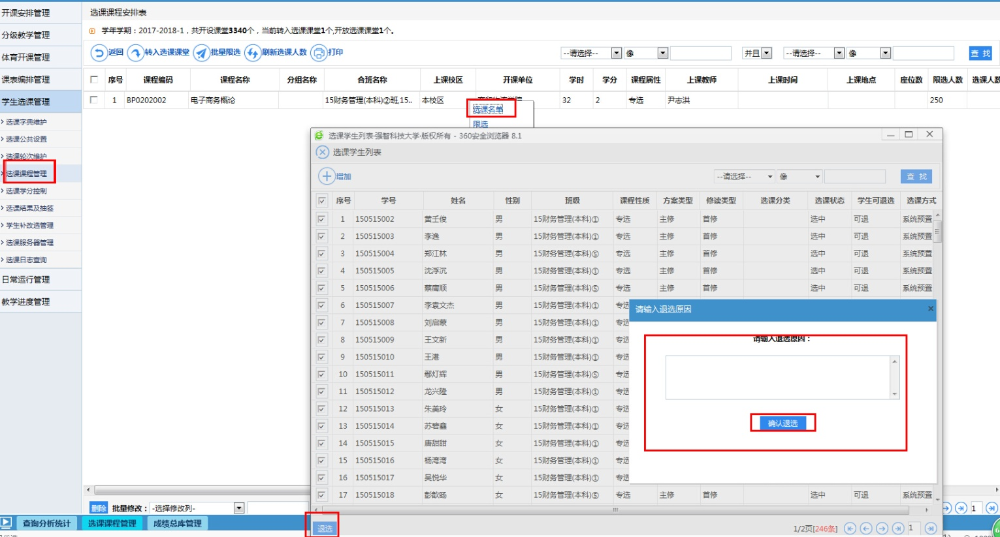 开课安排管理
分级教学管理
体育开课管理
课表编排管理
学生选课管理
选课字典维护
选课公共设置
选课轮次维护
选课课程管理
选课学分控制
选课结果及抽签
学生补改选管理
选课服务器管理
选课日志查询
日常运行管理
教学进度管理
选课课程安排表
学年学期：2017-2018-1，共开设课堂3340个，当前转入选课课堂1个,开放选课课堂1个。
返回 转入选课课堂 批量限选 刷新选课人数 打印 --请选择-- 像 并且 --请选择-- 像 查 找
序号 课程编码 课程名称 分组名称 合班名称 上课校区 开课单位 学时 学分 课程属性 上课教师 上课时间 上课地点 座位数 限选人数 选课人数
1 BP0202002 电子商务概论 15财务管理(本科)②班,15.. 本校区 32 2 专选 尹志洪 250
选课名单
限选
选课学生列表-强智科技大学-版权所有 - 360安全浏览器 8.1
选课学生列表
增加 --请选择-- 像 查 找
序号 学号 姓名 性别 班级 课程性质 方案类型 修读类型 选课分类 选课状态 学生可退选 选课方式
1 150515002 黄壬俊 男 15财务管理(本科)① 专选 主修 首修 选中 可退 系统预置
2 150515003 李逸 男 15财务管理(本科)① 专选 主修 首修 选中 可退 系统预置
3 150515004 郑江林 男 15财务管理(本科)⑤ 专选 主修 首修 选中 可退 系统预置
4 150515005 沈浮沉 男 15财务管理(本科)① 专选 主修 首修 选中 可退 系统预置
5 150515006 蔡庸顺 男 15财务管理(本科)⑤ 专选 主修 首修 选中 可退 系统预置
6 150515007 李袁文杰 男 15财务管理(本科)① 专选
7 150515008 刘启蒙 男 15财务管理(本科)① 专选
8 150515009 王文新 男 15财务管理(本科)① 专选
9 150515010 王港 男 15财务管理(本科)① 专选
10 150515011 鄢灯辉 男 15财务管理(本科)⑤ 专选
11 150515012 龙兴隆 男 15财务管理(本科)① 专选
12 150515013 朱美玲 女 15财务管理(本科)① 专选
13 150515014 苏碧鑫 女 15财务管理(本科)① 专选
14 150515015 唐甜甜 女 15财务管理(本科)① 专选
15 150515016 杨湾湾 女 15财务管理(本科)① 专选
16 150515017 吴悦华 女 15财务管理(本科)① 专选
17 150515018 彭歆旸 女 15财务管理(本科)⑤ 专选 主修 首修 选中 可退 系统预置
请输入退选原因
请输入退选原因：
确认退选
删除 批量修改： -选择修改列- 1
退选 1/2页[246条] 1
查询分析统计 选课课程管理 成绩总库管理